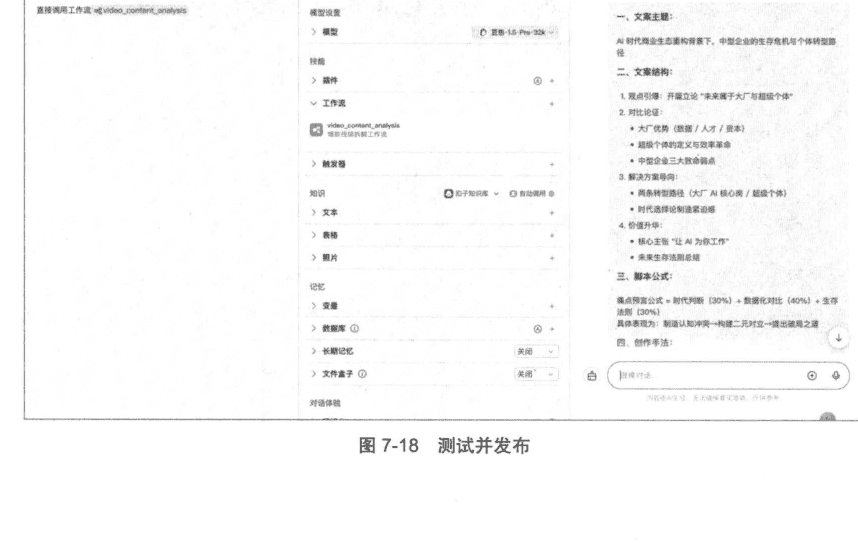 直接调用工作流 video_content_analysis
模型设置
模型
豆包·1.5·Pro·32k
技能
插件
工作流
video_content_analysis
爆款视频拆解工作流
触发器
知识
扣子知识库
自动调用
文本
表格
照片
记忆
变量
数据库
长期记忆
关闭
文件盒子
关闭
对话体验
一、文案主题：
AI 时代商业生态重构背景下，中型企业的生存危机与个体转型路
径
二、文案结构：
1. 观点引爆：开篇立论 "未来属于大厂与超级个体"
2. 对比论证：
• 大厂优势（数据 / 人才 / 资本）
• 超级个体的定义与效率革命
• 中型企业三大致命弱点
3. 解决方案导向：
• 两条转型路径（大厂 AI 核心岗 / 超级个体）
• 时代选择论制造紧迫感
4. 价值升华：
• 核心主张 "让 AI 为你工作"
• 未来生存法则总结
三、脚本公式：
痛点预言公式 = 时代判断（30%）+ 数据化对比（40%）+ 生存
法则（30%）
具体表现为：制造认知冲突→构建二元对立→提出破局之道
四、创作手法：
图 7-18 测试并发布